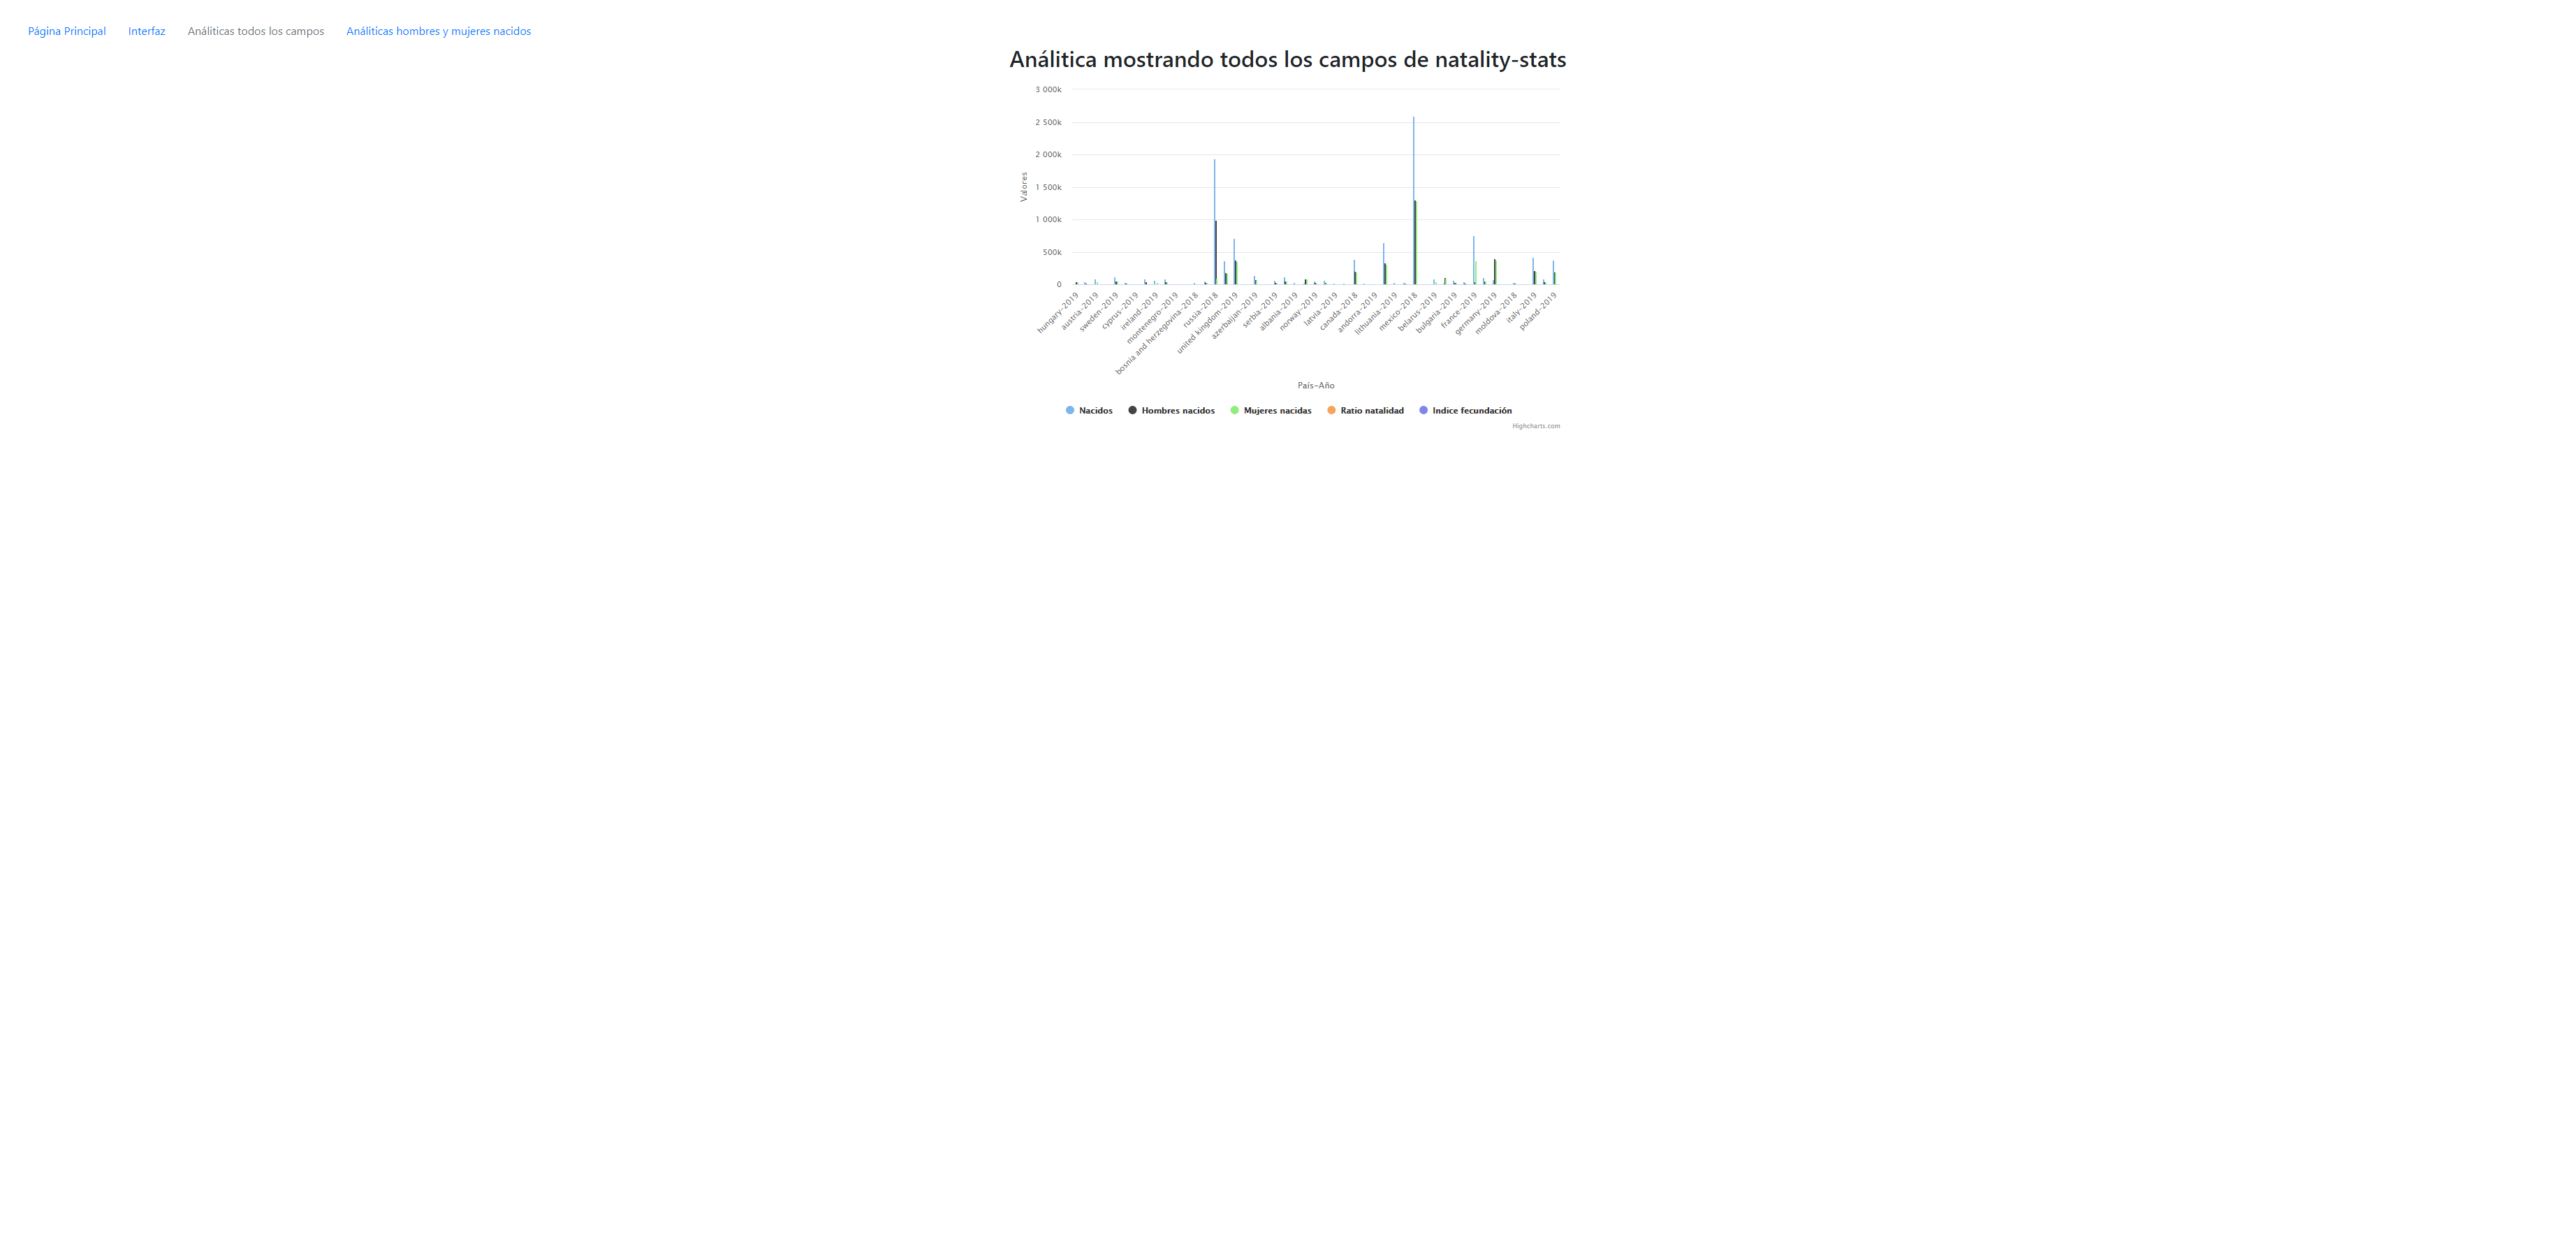 Página Principal Interfaz Análiticas todos los campos Análiticas hombres y mujeres nacidos
Análitica mostrando todos los campos de natality-stats
3 000k
2 500k
2 000k
1 500k
1 000k
500k
0
Valores
hungary-2019
austria-2019
sweden-2019
cyprus-2019
ireland-2019
montenegro-2019
bosnia and herzegovina-2018
russia-2018
united kingdom-2019
azerbaijan-2019
serbia-2019
albania-2019
norway-2019
latvia-2019
canada-2018
andorra-2019
lithuania-2019
mexico-2018
belarus-2019
bulgaria-2019
france-2019
germany-2019
moldova-2018
italy-2019
poland-2019
País-Año
Nacidos Hombres nacidos Mujeres nacidas Ratio natalidad Indice fecundación
Highcharts.com